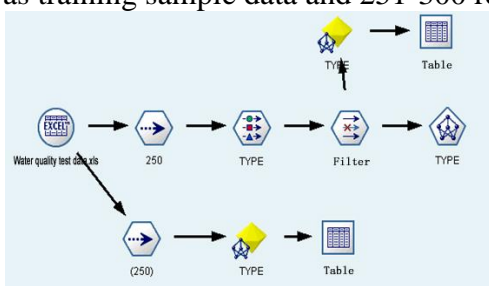 as training sample data and 251-300 fo
TYPE
Table
EXCEL
Water quality test data.xls
250
TYPE
Filter
TYPE
(250)
TYPE
Table